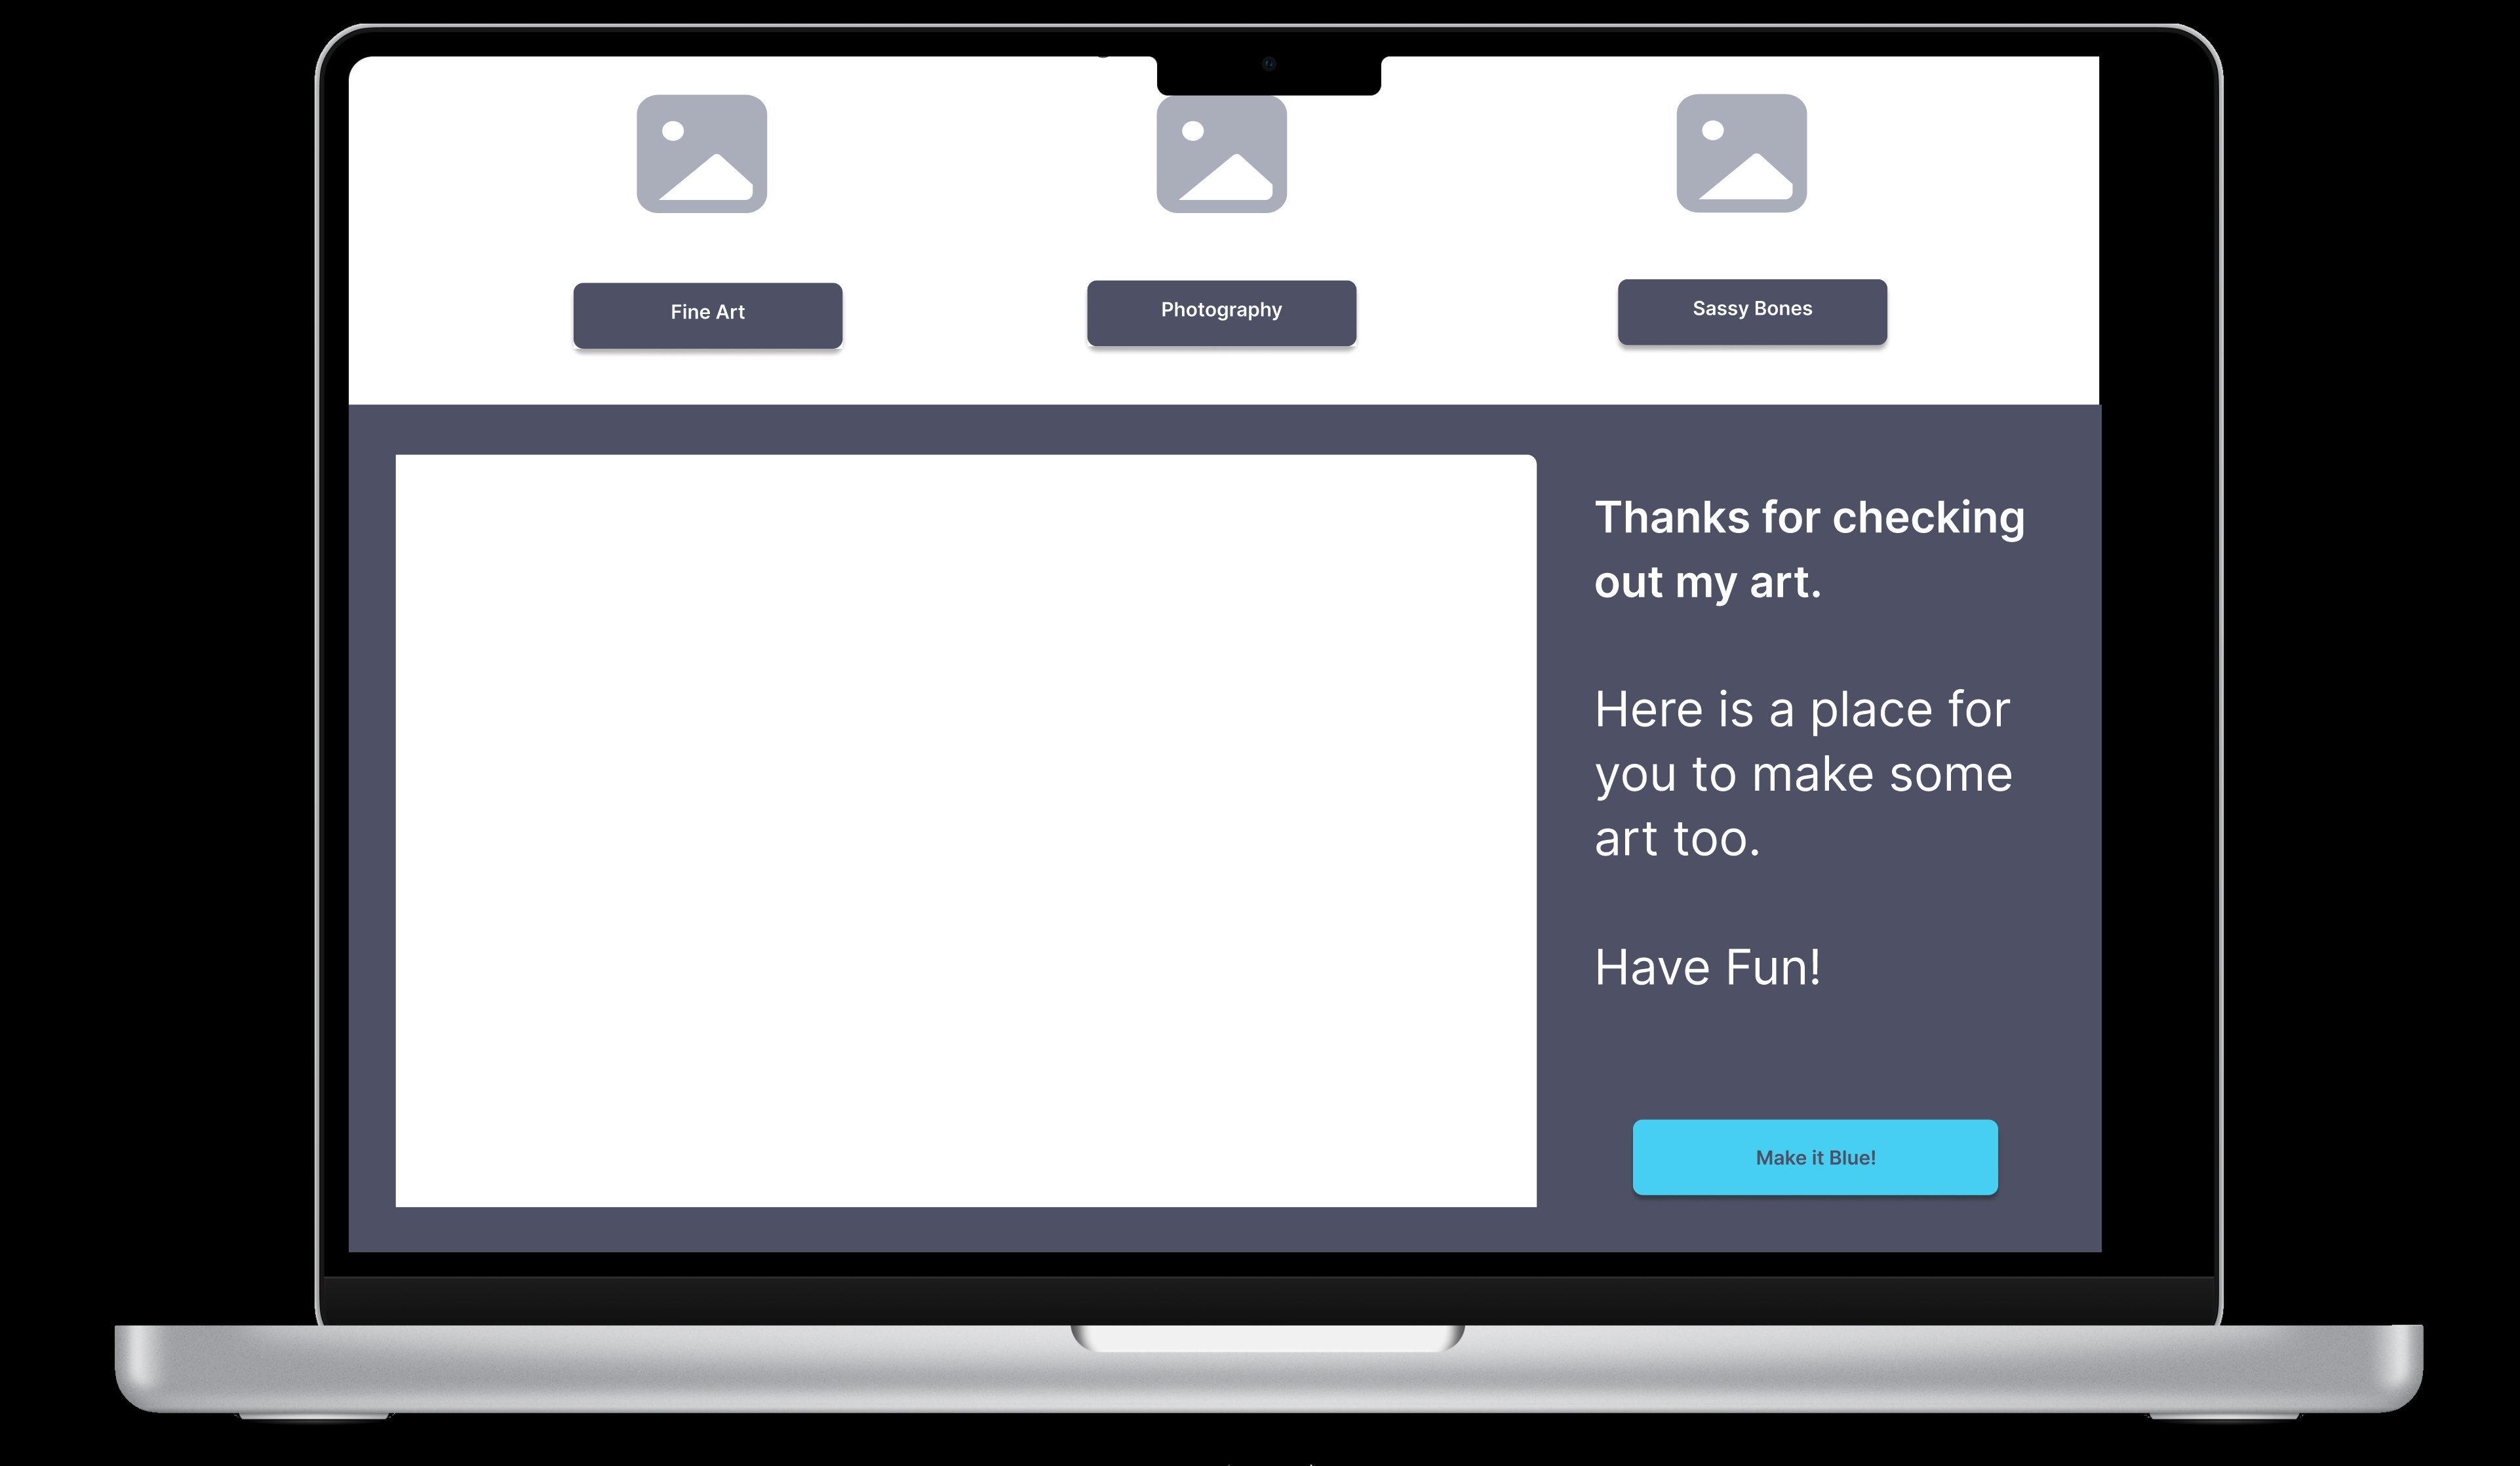 Fine Art
Photography
Sassy Bones
Thanks for checking
out my art.
Here is a place for
you to make some
art too.
Have Fun!
Make it Blue!